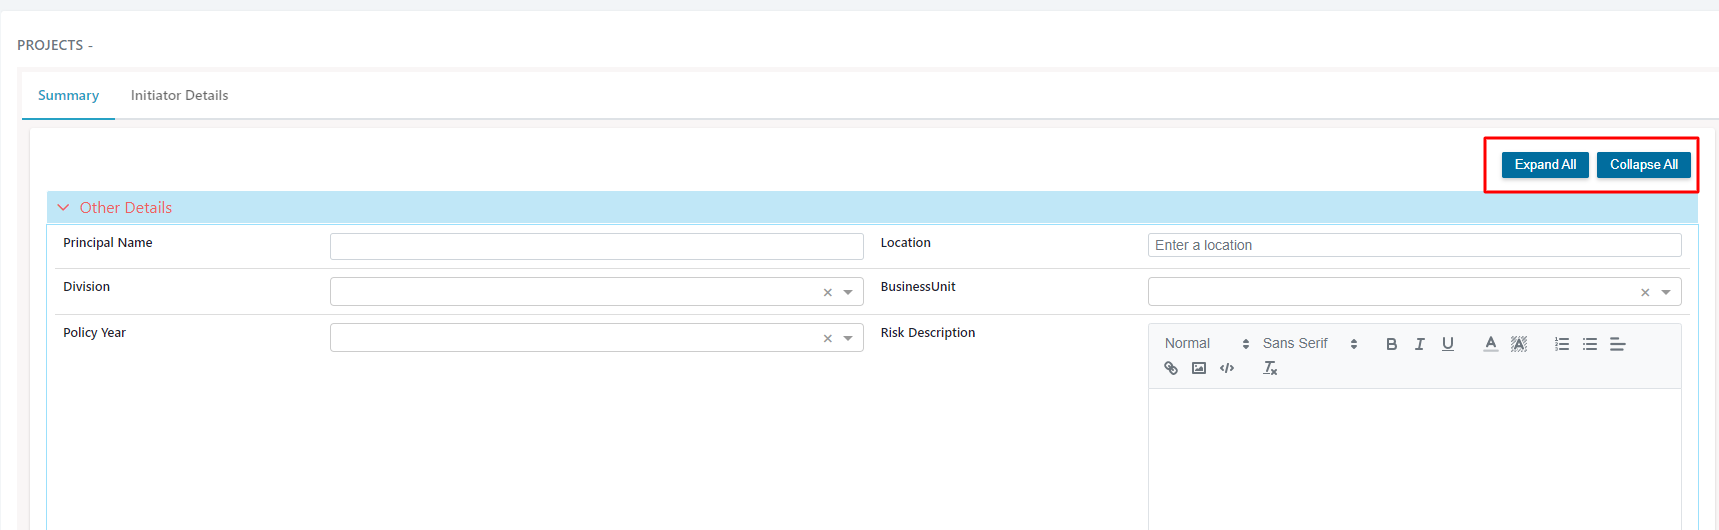 PROJECTS -
Summary Initiator Details
Expand All Collapse All
Other Details
Principal Name Location Enter a location
Division BusinessUnit
Policy Year Risk Description
Normal Sans Serif B I U A A